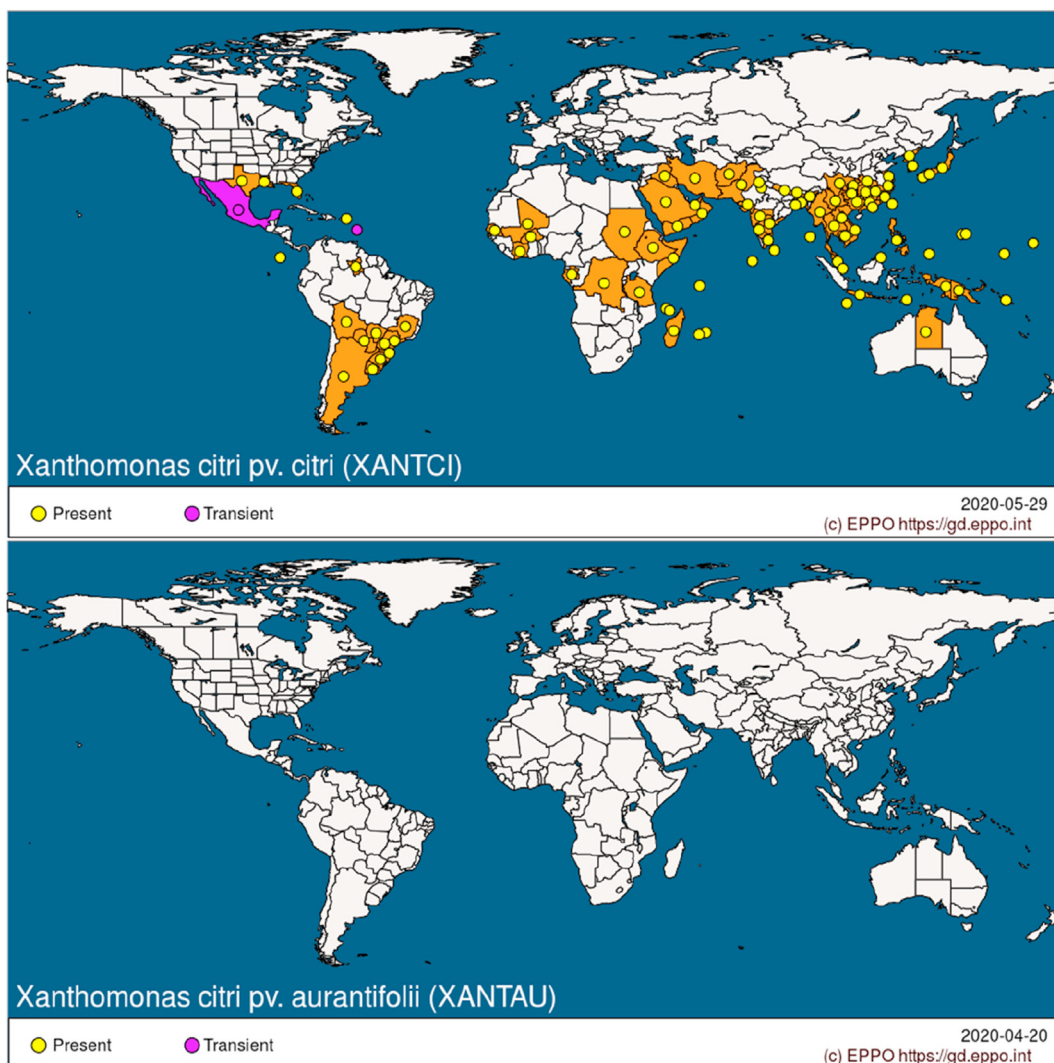 Xanthomonas citri pv. citri (XANTCI)
Present
Transient
2020-05-29
(c) EPPO https://gd.eppo.int
Xanthomonas citri pv. aurantifolii (XANTAU)
Present
Transient
2020-04-20
(c) EPPO https://gd.eppo.int